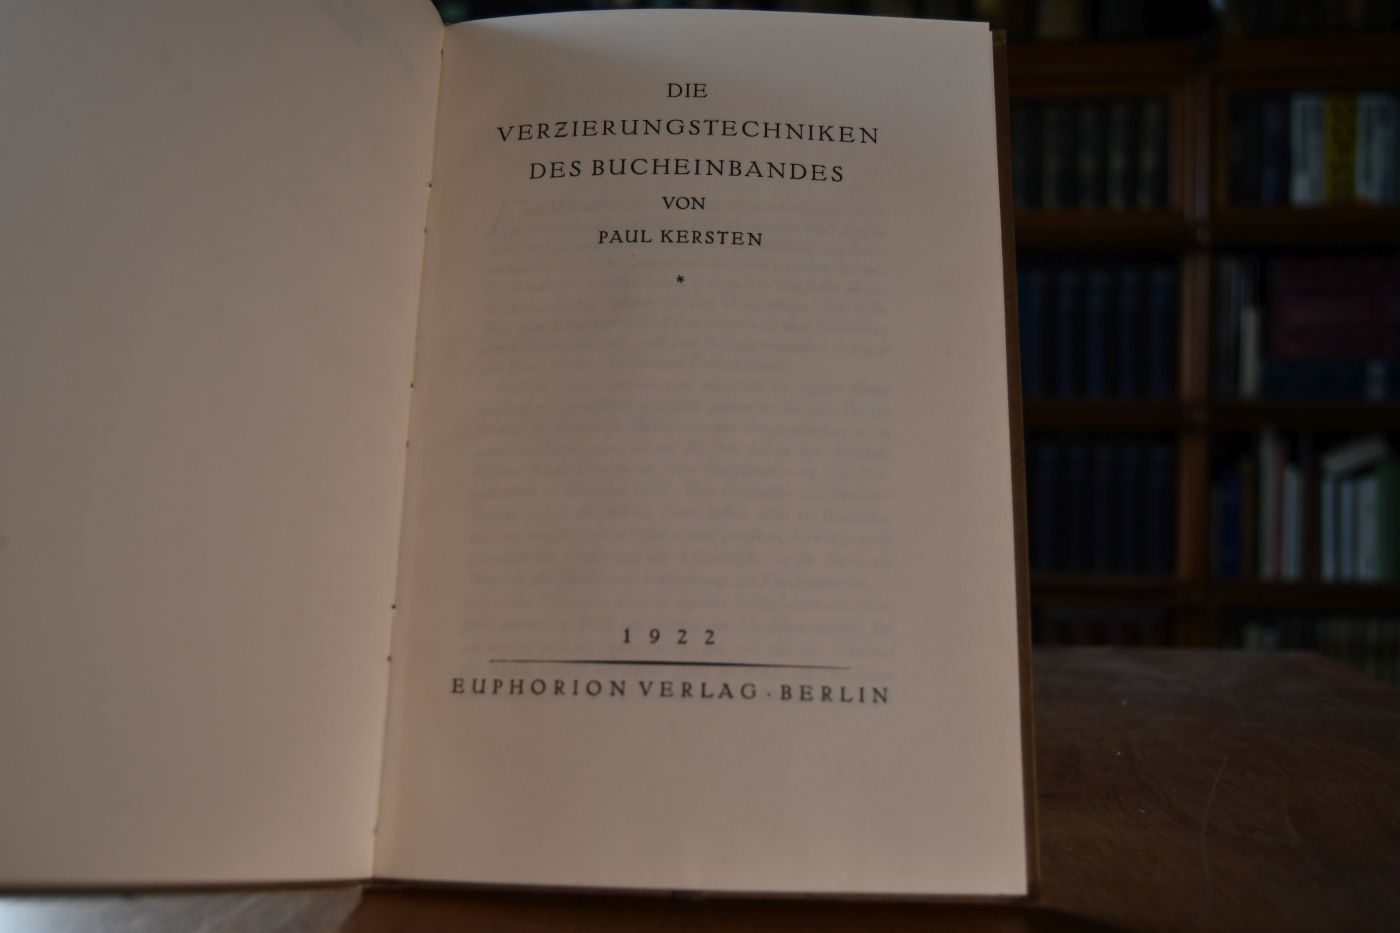 DIE
VERZIERUNGSTECHNIKEN
DES BUCHEINBANDES
VON
PAUL KERSTEN
*
1922
EUPHORION VERLAG · BERLIN